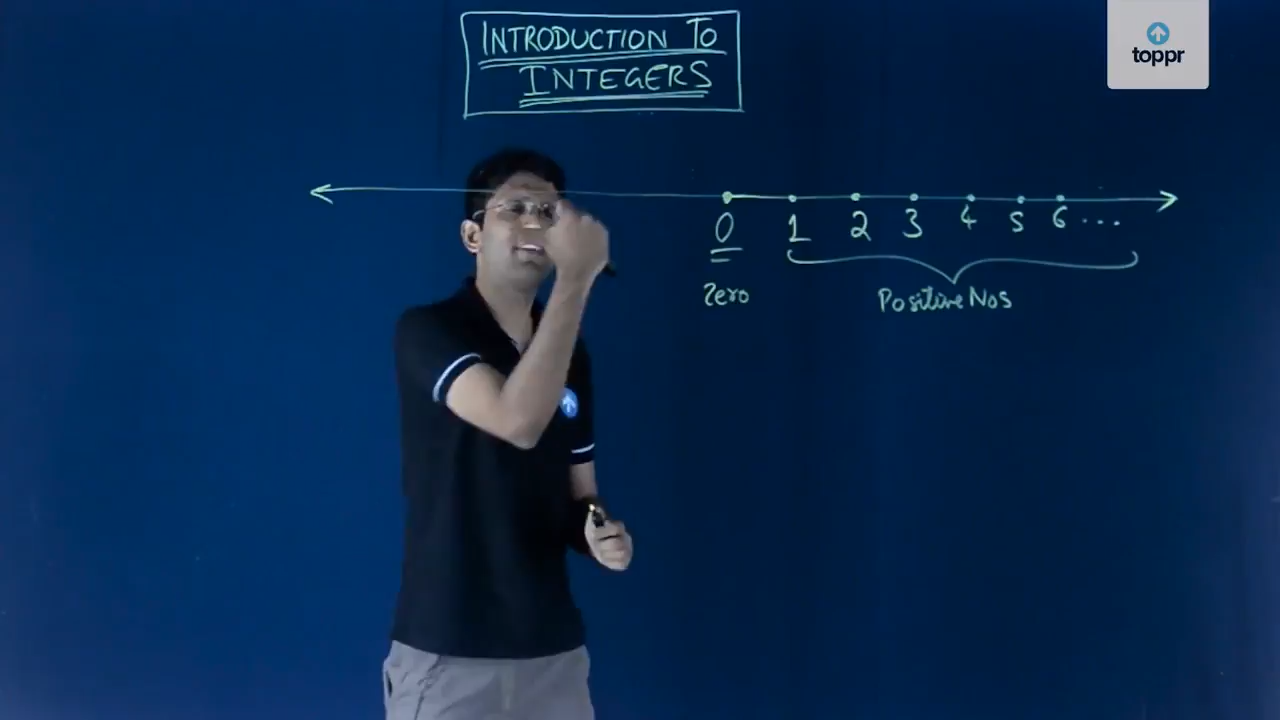 INTRODUCTION TO
INTEGERS
toppr
0 1 2 3 4 5 6 ...
Zero
Positive Nos